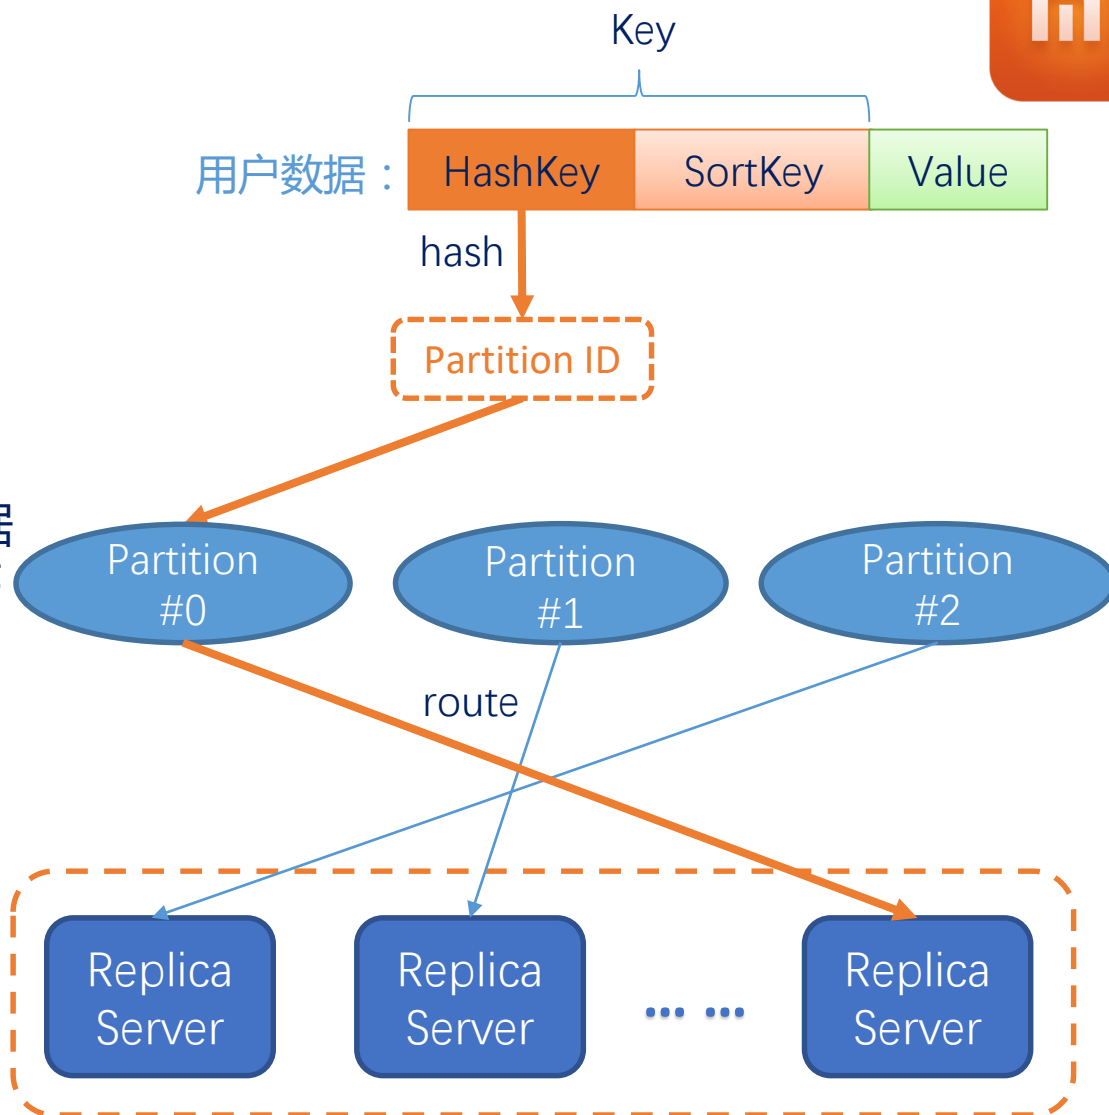 Key
用户数据：
HashKey
SortKey
Value
hash
Partition ID
据
Partition
#0
Partition
#1
Partition
#2
route
Replica
Server
Replica
Server
... ...
Replica
Server